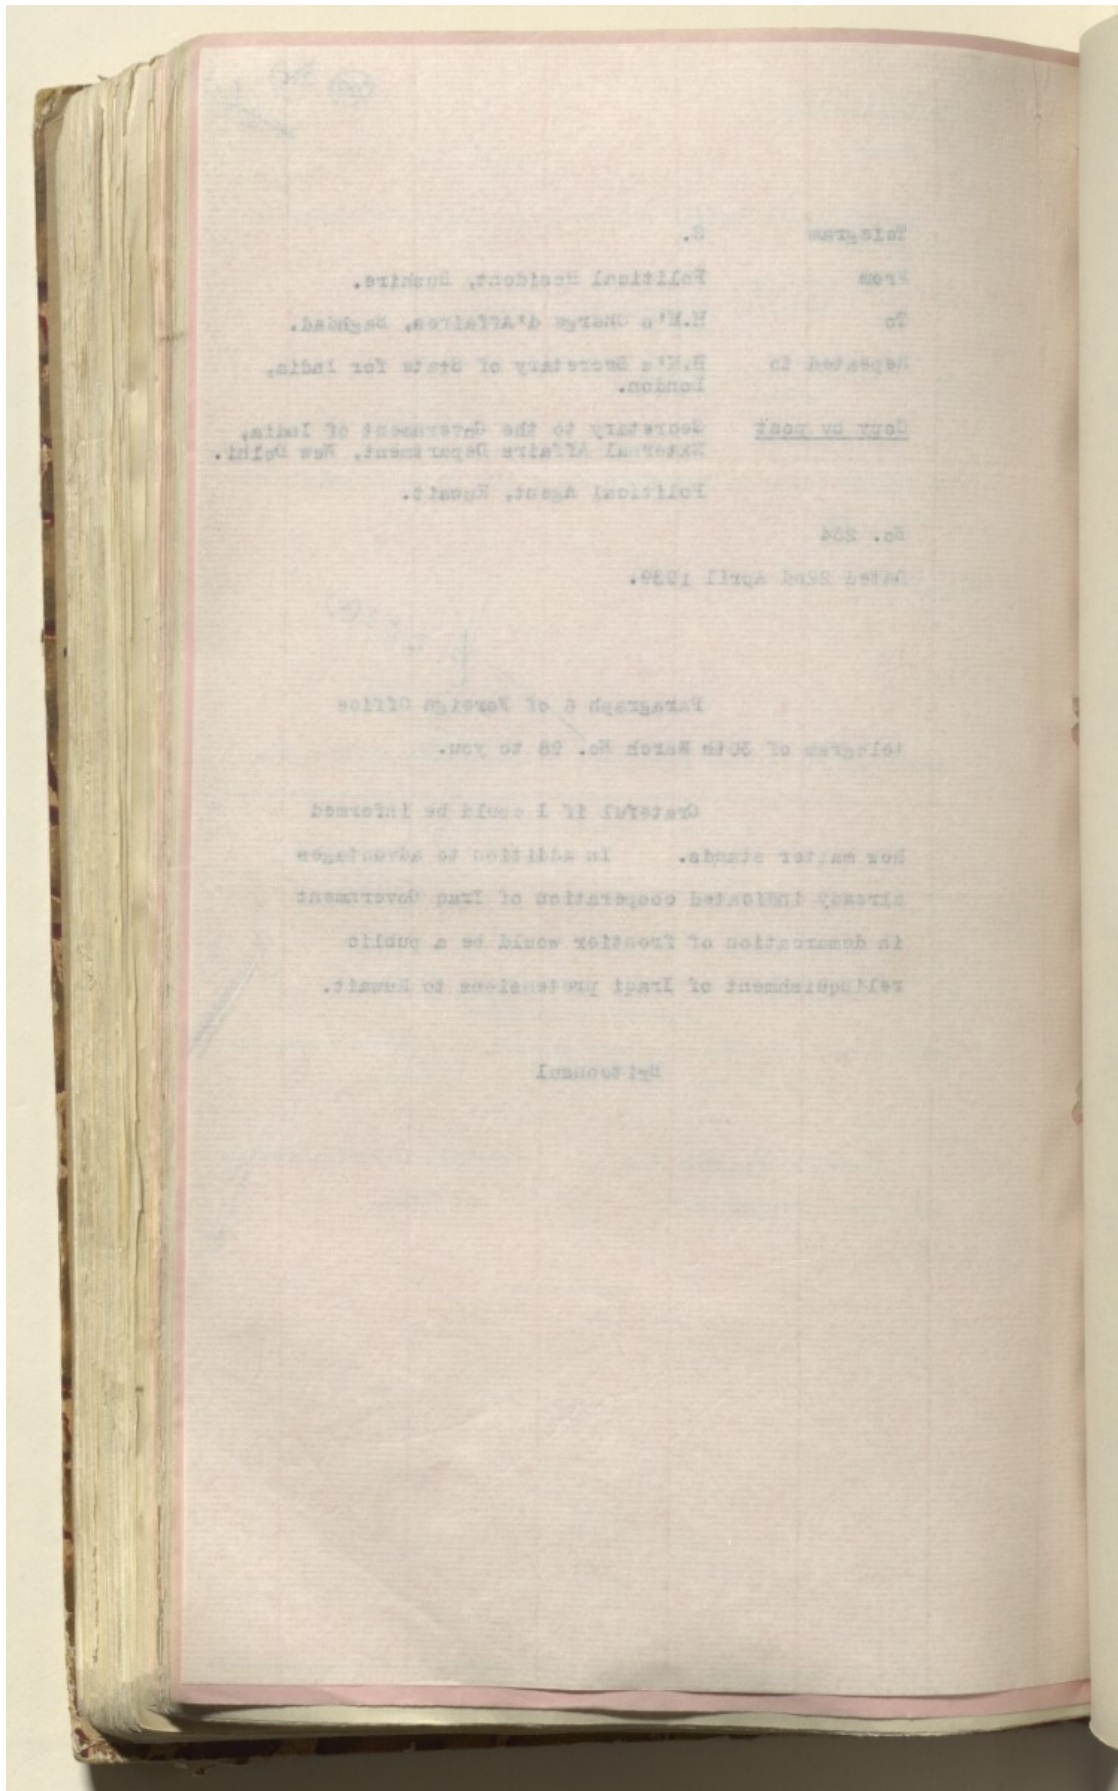 Telegram S.
From Political Resident, Bushire.
To H.M's Charge d'Affaires, Baghdad.
Repeated to H.M's Secretary of State for India,
London.
Copy by post Secretary to the Government of India,
External Affairs Department, New Delhi.
Political Agent, Kuwait.
No. 234
Dated 22nd April 1939.
Paragraph 6 of Foreign Office
telegram of 30th March No. 98 to you.
Grateful if I could be informed
how matter stands. In addition to advantages
already indicated cooperation of Iraq Government
in demarcation of frontier would be a public
relinquishment of Iraqi pretensions to Kuwait.
Britconsul